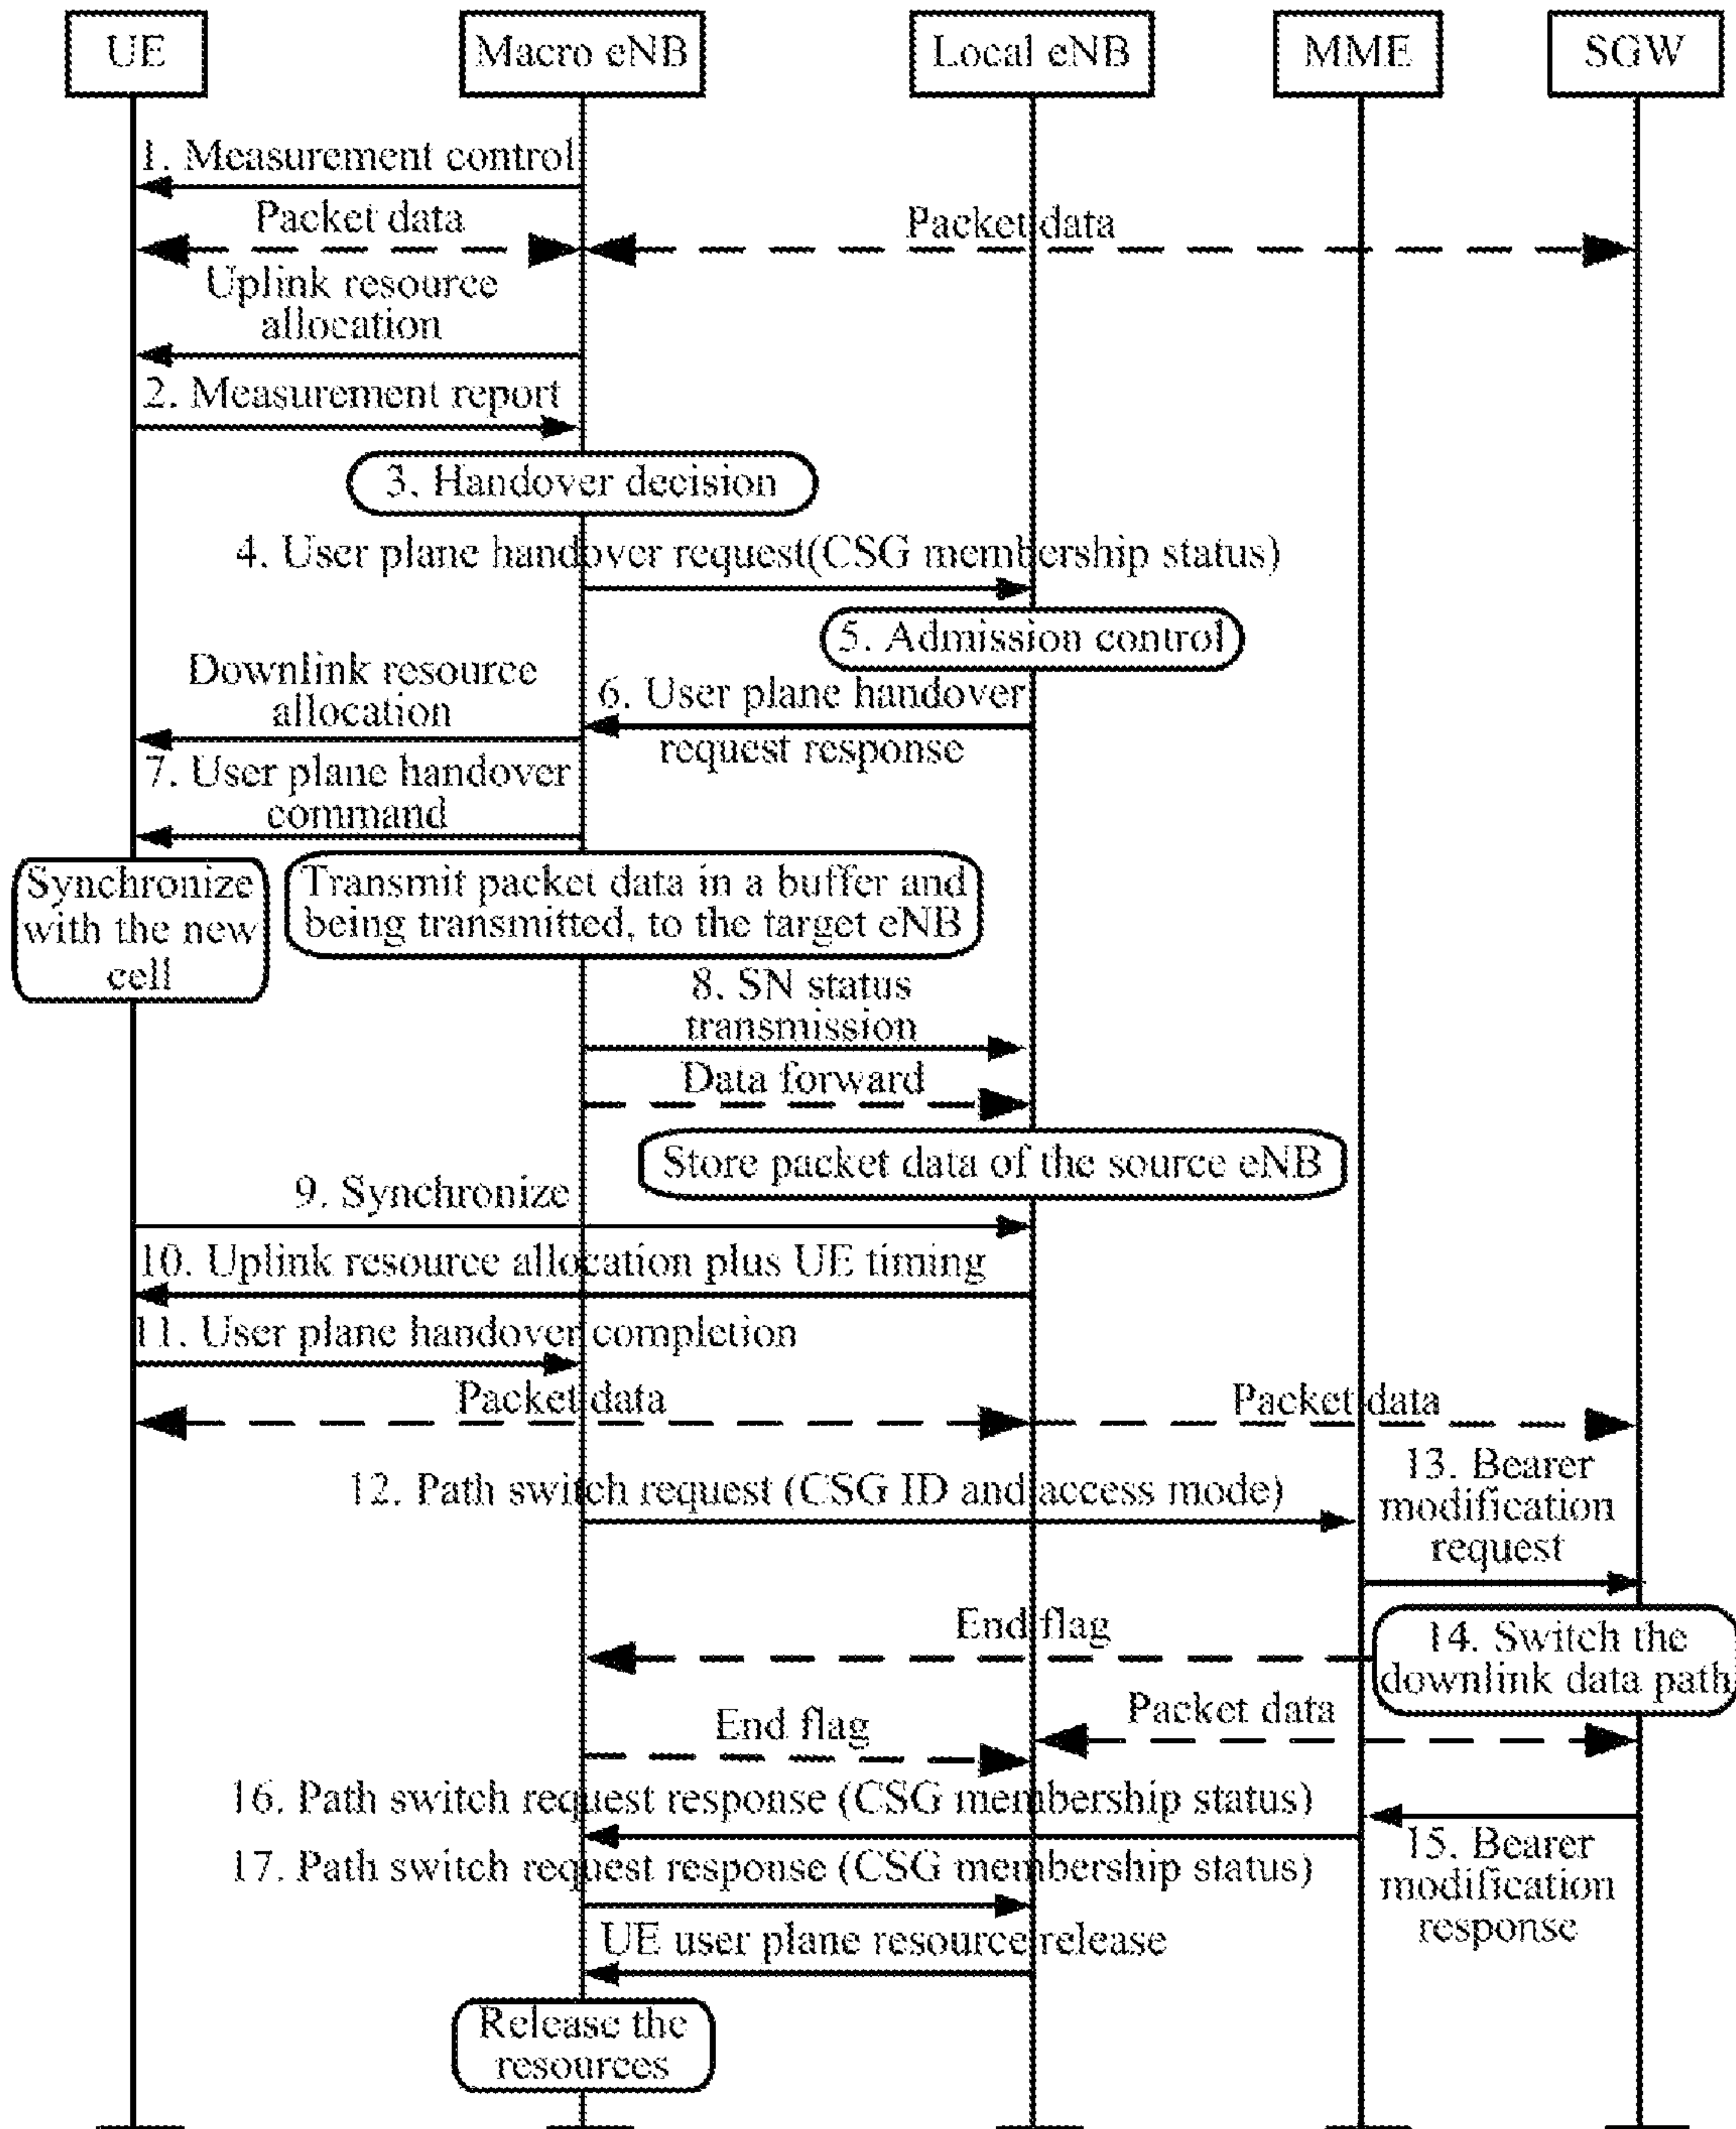 UE
Macro eNB
Local eNB
MME
SGW
1. Measurement control
Packet data
Packet data
Uplink resource
allocation
2. Measurement report
3. Handover decision
4. User plane handover request(CSG membership status)
5. Admission control
Downlink resource
allocation
6. User plane handover
request response
7. User plane handover
command
Synchronize
with the new
cell
Transmit packet data in a buffer and
being transmitted, to the target eNB
8. SN status
transmission
Data forward
Store packet data of the source eNB
9. Synchronize
10. Uplink resource allocation plus UE timing
11. User plane handover completion
Packet data
Packet data
12. Path switch request (CSG ID and access mode)
13. Bearer
modification
request
End flag
14. Switch the
downlink data path
End flag
Packet data
16. Path switch request response (CSG membership status)
17. Path switch request response (CSG membership status)
15. Bearer
modification
response
UE user plane resource release
Release the
resources